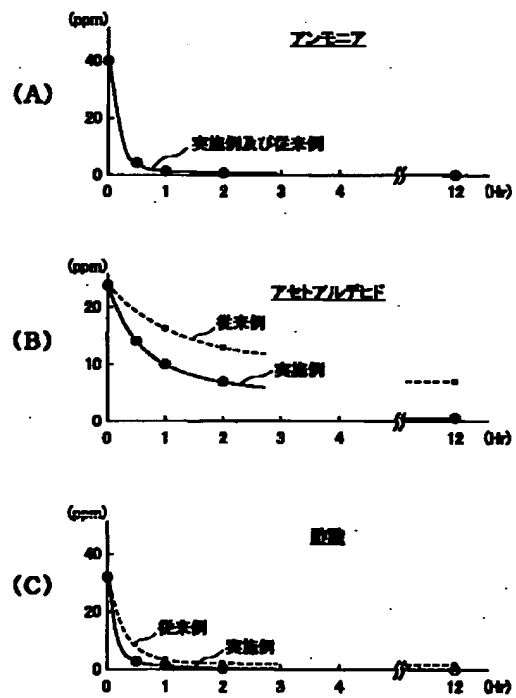 (ppm)
アンモニア
40
(A)
20
実施例及び従来例
0
0 1 2 3 4 12 (Hr)
(ppm)
アセトアルデヒド
20
従来例
(B)
10
実施例
0
0 1 2 3 4 12 (Hr)
(ppm)
酢酸
40
(C)
20
従来例
実施例
0
0 1 2 3 4 12 (Hr)